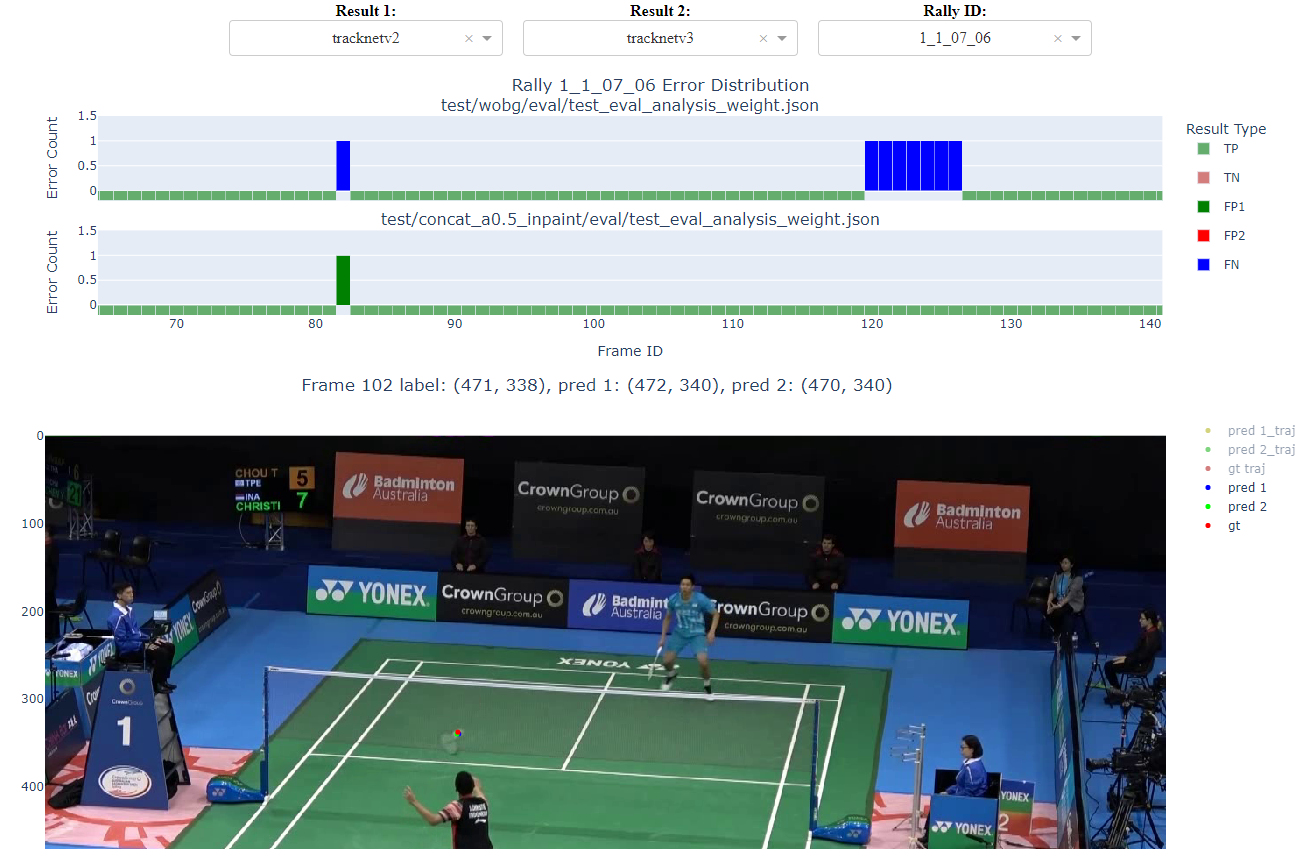 Result 1: Result 2: Rally ID:
tracknetv2 × tracknetv3 × 1_1_07_06 ×
Rally 1_1_07_06 Error Distribution
test/wobg/eval/test_eval_analysis_weight.json
Error Count
1.5
1
0.5
0
Result Type
TP
TN
FP1
FP2
FN
test/concat_a0.5_inpaint/eval/test_eval_analysis_weight.json
Error Count
1.5
1
0.5
0
70 80 90 100 110 120 130 140
Frame ID
Frame 102 label: (471, 338), pred 1: (472, 340), pred 2: (470, 340)
pred 1_traj
pred 2_traj
gt traj
pred 1
pred 2
gt
0
100
200
300
400
CHOU T 5
TPE
INA 7
CHRISTI
Badminton
Australia
CrownGroup
crowngroup.com.au
CrownGroup
crowngroup.com.au
Badminton
Australia
YONEX
CrownGroup
crowngroup.com.au
Badmint
Australia
rownGroup
crowngroup.com.au
YONEX
CrownGroup
YONEX
YONEX
YONEX
CrownGroup
1
YONEX
YONEX
2
YONEX